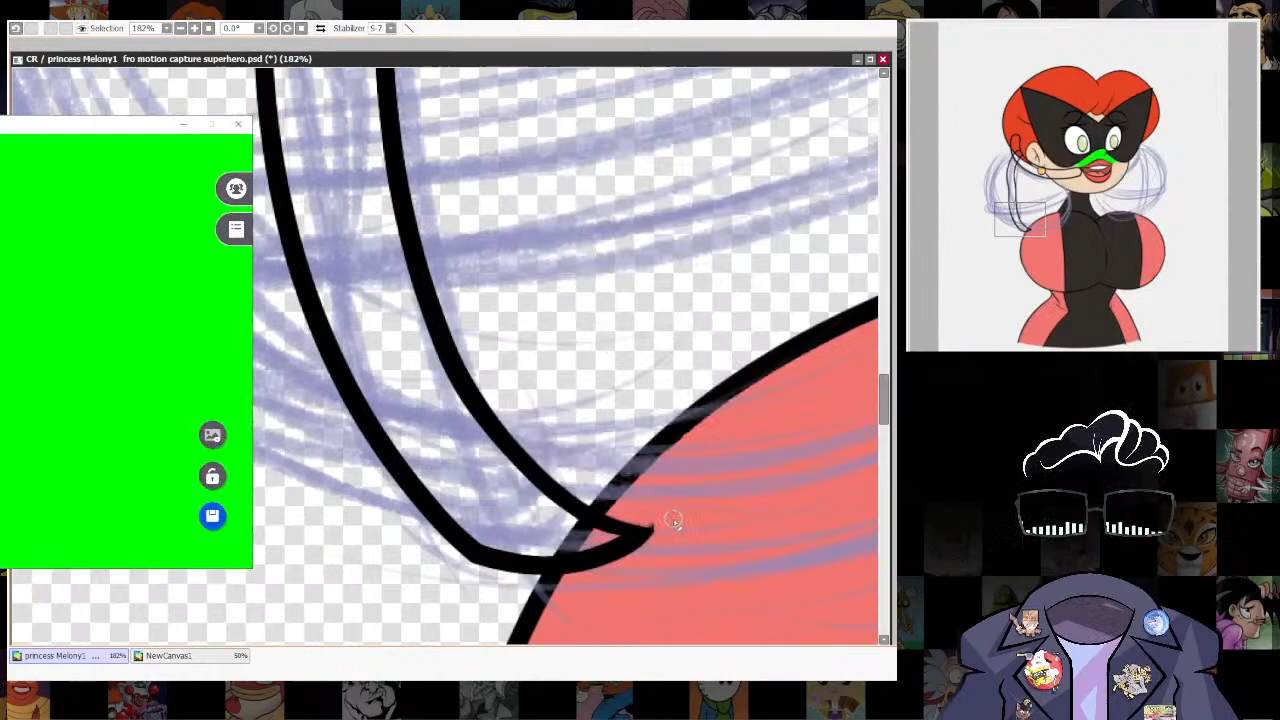 Selection 182% 0.0° Stabilizer S-7
CR / princess Melony1 fro motion capture superhero.psd (*) (182%)
princess Melony1 ... 182% NewCanvas1 50%